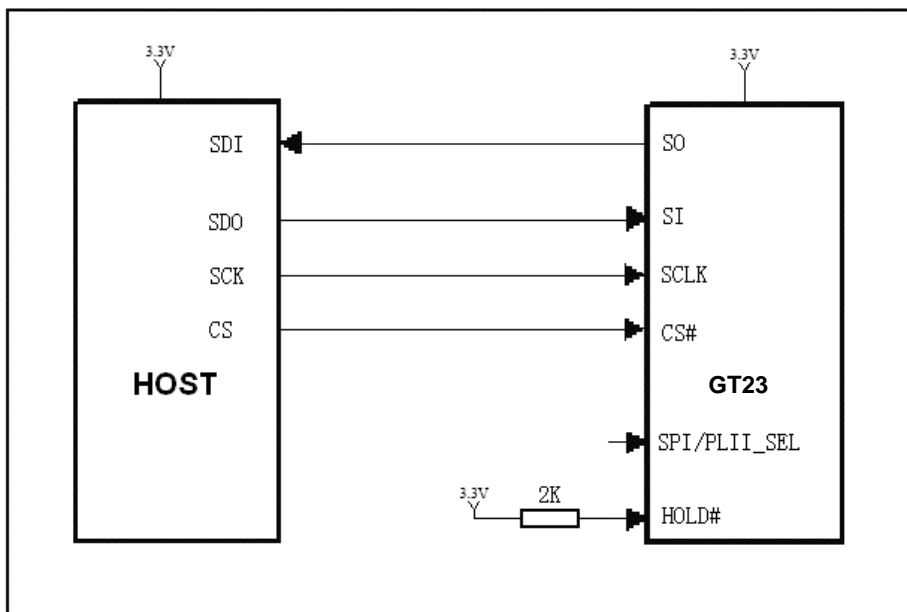 3.3V
3.3V
SDI
SO
SDO
SI
SCK
SCLK
CS
CS#
HOST
GT23
SPI/PLII_SEL
3.3V
2K
HOLD#